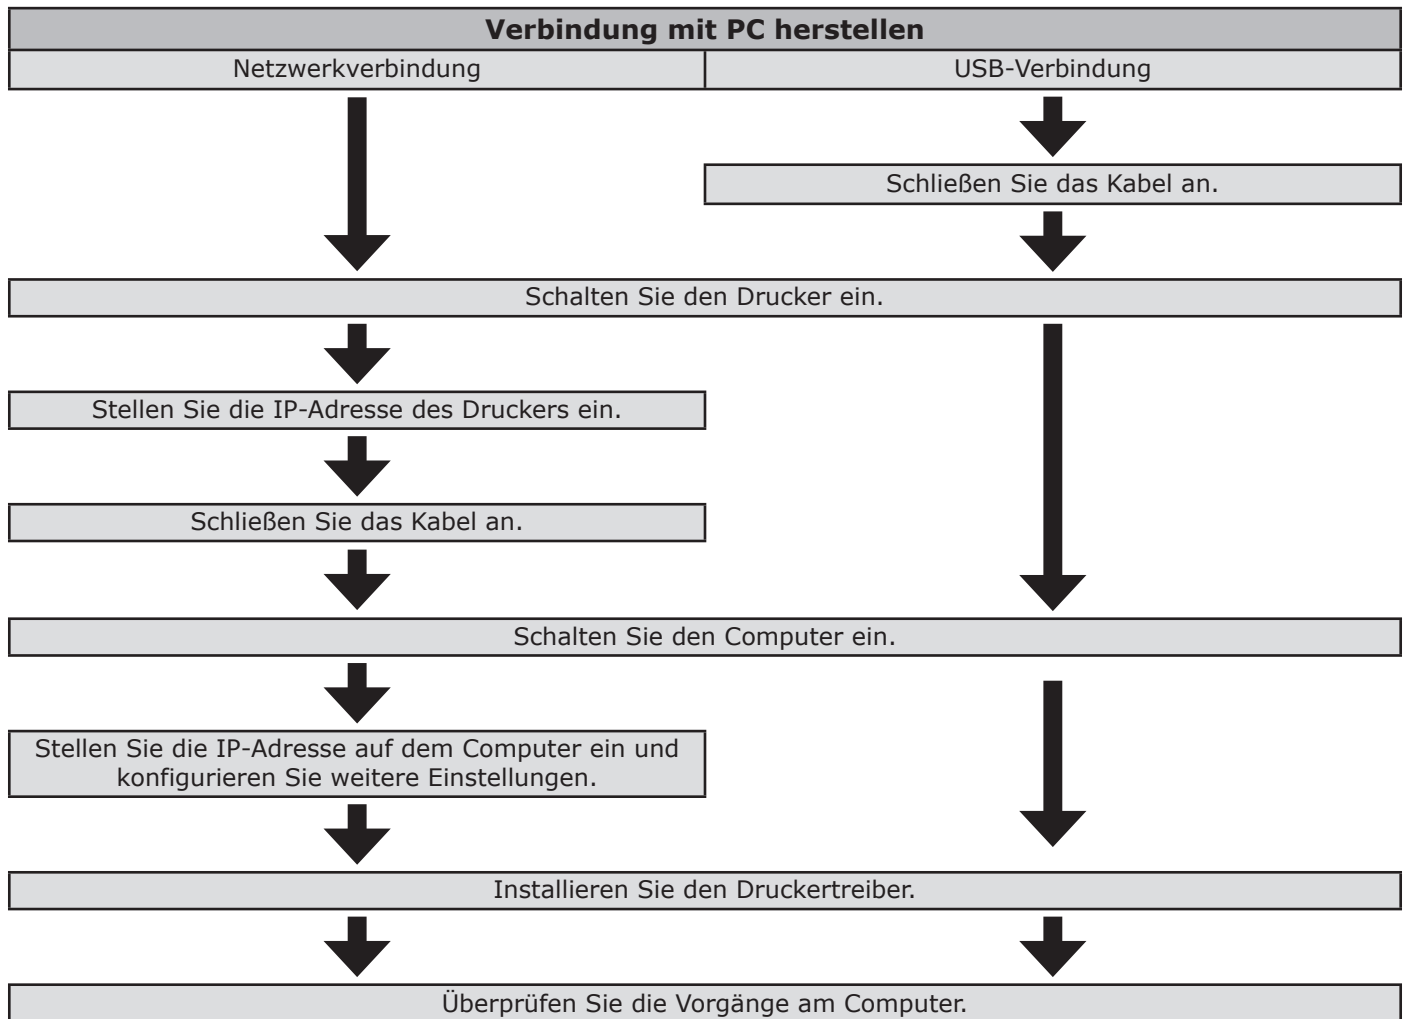 Verbindung mit PC herstellen
Netzwerkverbindung
USB-Verbindung
Schließen Sie das Kabel an.
Schalten Sie den Drucker ein.
Stellen Sie die IP-Adresse des Druckers ein.
Schließen Sie das Kabel an.
Schalten Sie den Computer ein.
Stellen Sie die IP-Adresse auf dem Computer ein und
konfigurieren Sie weitere Einstellungen.
Installieren Sie den Druckertreiber.
Überprüfen Sie die Vorgänge am Computer.